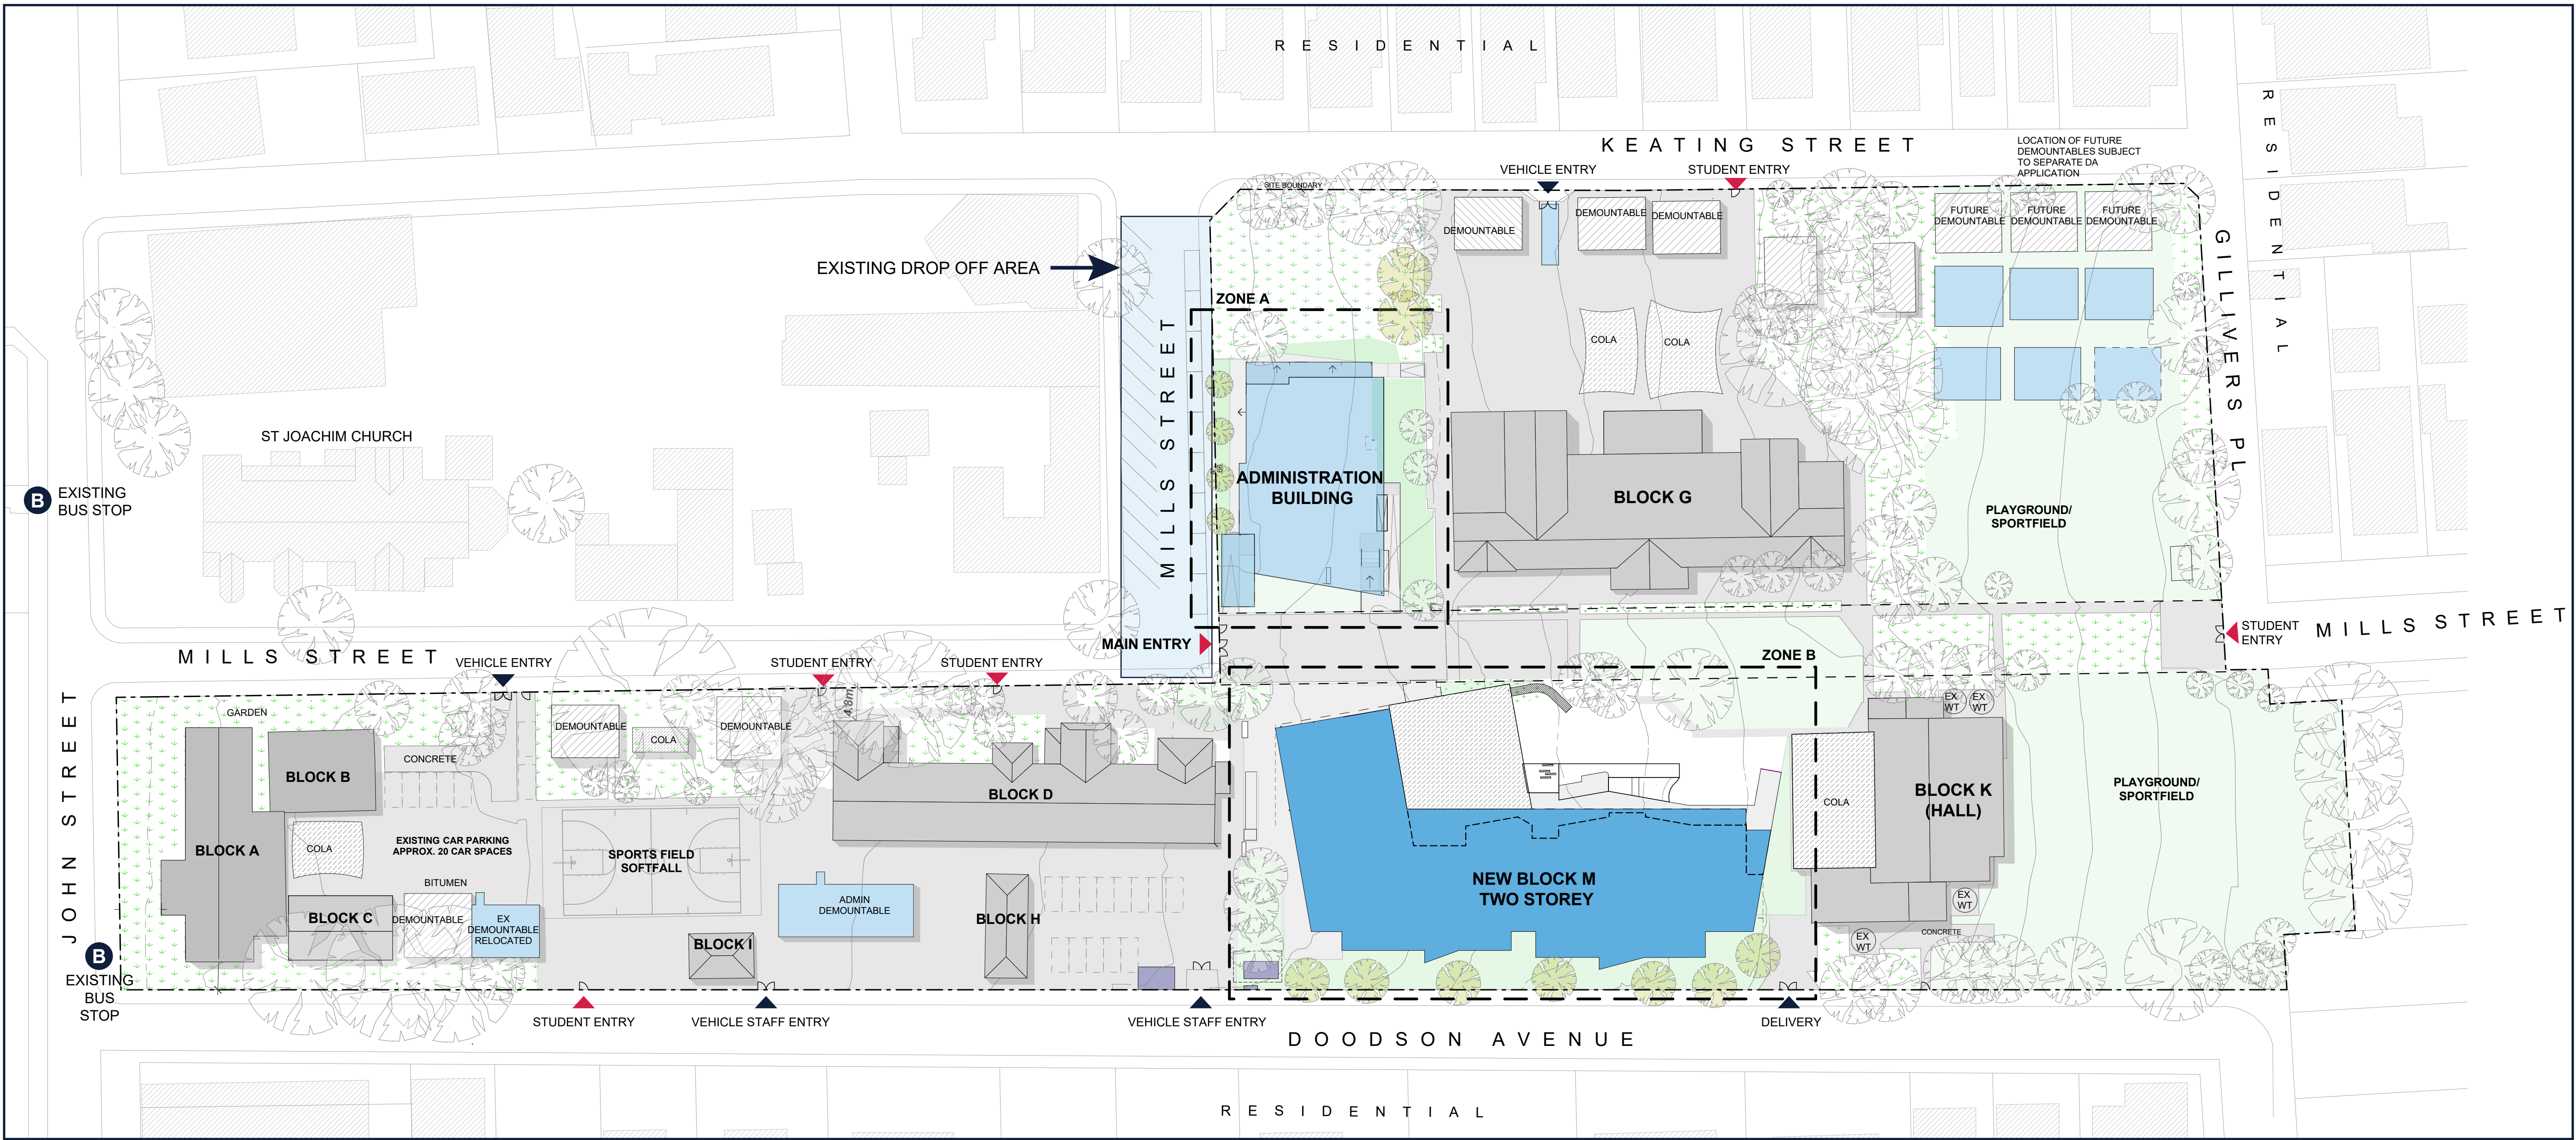 RESIDENTIAL
KEATING STREET
RESIDENTIAL
LOCATION OF FUTURE
DEMOUNTABLES SUBJECT
TO SEPARATE DA
APPLICATION
VEHICLE ENTRY
STUDENT ENTRY
SITE BOUNDARY
DEMOUNTABLE
DEMOUNTABLE
DEMOUNTABLE
FUTURE
DEMOUNTABLE
FUTURE
DEMOUNTABLE
FUTURE
DEMOUNTABLE
GILLIVERS PL
EXISTING DROP OFF AREA
ZONE A
MILLS STREET
COLA
COLA
ST JOACHIM CHURCH
B
EXISTING
BUS STOP
ADMINISTRATION
BUILDING
BLOCK G
PLAYGROUND/
SPORTFIELD
MAIN ENTRY
STUDENT
ENTRY
MILLS STREET
MILLS STREET
VEHICLE ENTRY
STUDENT ENTRY
STUDENT ENTRY
ZONE B
4.8m
JOHN STREET
GARDEN
DEMOUNTABLE
COLA
DEMOUNTABLE
EX
WT
EX
WT
CONCRETE
BLOCK B
BLOCK D
BLOCK A
COLA
EXISTING CAR PARKING
APPROX. 20 CAR SPACES
SPORTS FIELD
SOFTFALL
COLA
BLOCK K
(HALL)
PLAYGROUND/
SPORTFIELD
BITUMEN
BLOCK C
DEMOUNTABLE
EX
DEMOUNTABLE
RELOCATED
ADMIN
DEMOUNTABLE
BLOCK H
BLOCK I
NEW BLOCK M
TWO STOREY
EX
WT
EX
WT
CONCRETE
B
EXISTING
BUS
STOP
STUDENT ENTRY
VEHICLE STAFF ENTRY
VEHICLE STAFF ENTRY
DELIVERY
DOODSON AVENUE
RESIDENTIAL